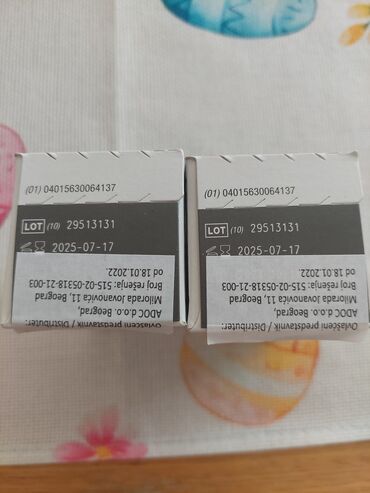 (01) 04015630064137
LOT (10) 29513131
2025-07-17
Ovlašćeni predstavnik / Distributer:
ADOC d.o.o. Beograd,
Milorada Jovanovića 11, Beograd
Broj rešenja: 515-02-05318-21-003
od 18.01.2022.
(01) 04015630064137
LOT (10) 29513131
2025-07-17
Ovlašćeni predstavnik / Distributer:
ADOC d.o.o. Beograd,
Milorada Jovanovića 11, Beograd
Broj rešenja: 515-02-05318-21-003
od 18.01.2022.